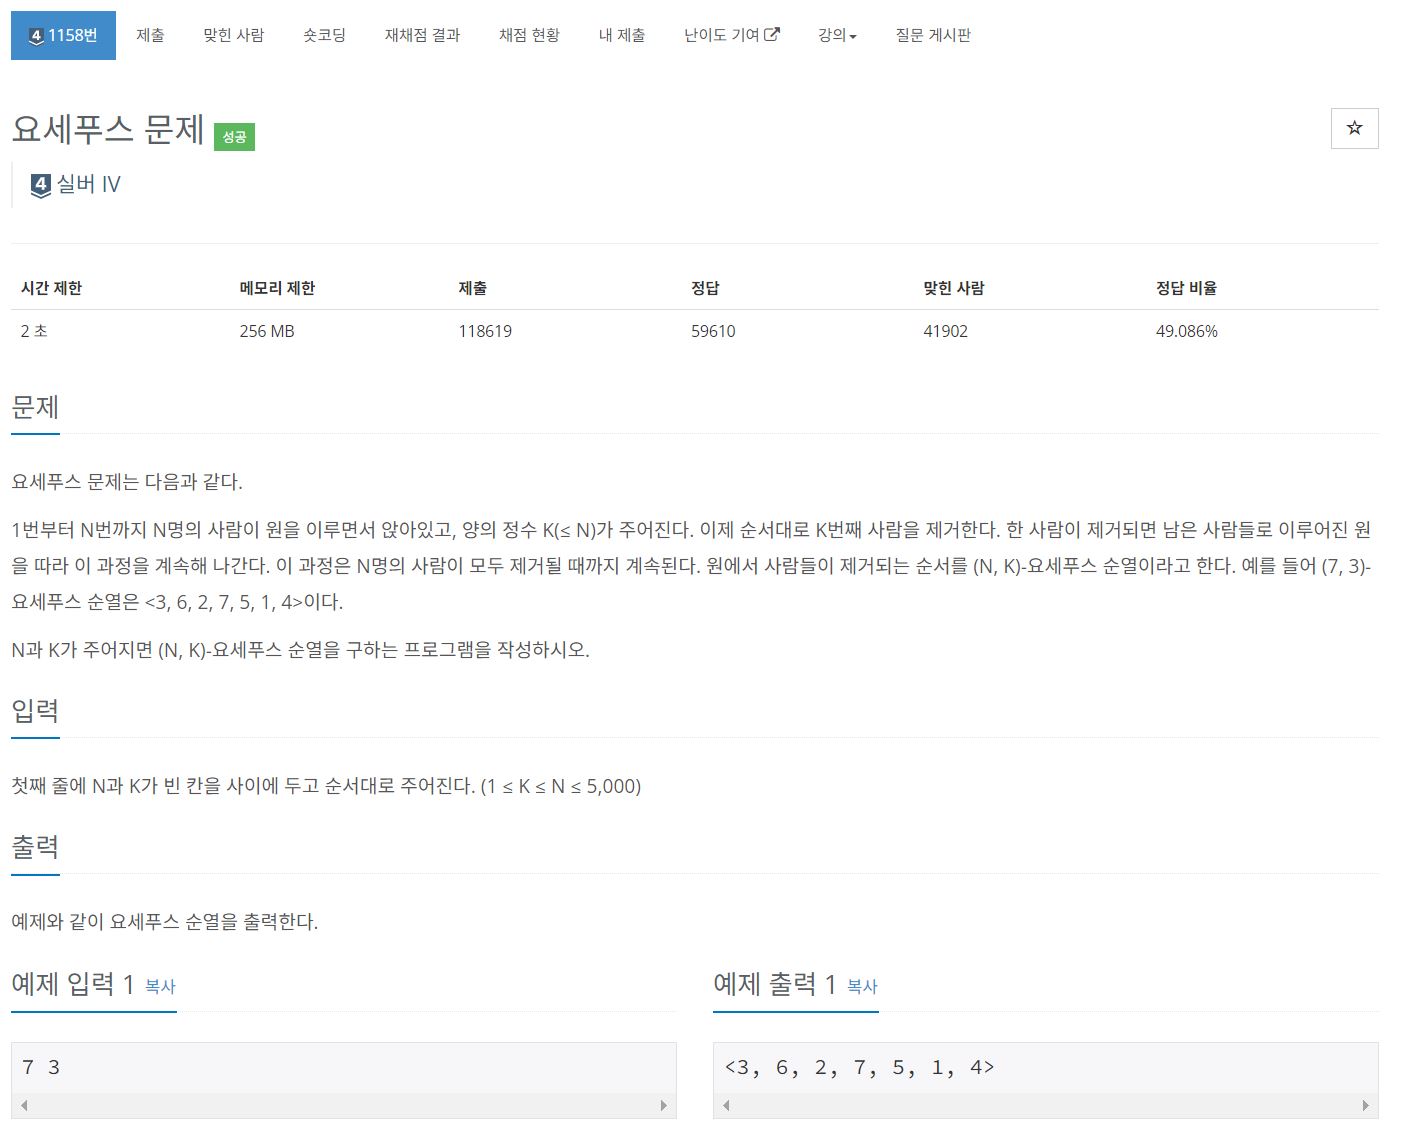 4 1158번 제출 맞힌 사람 숏코딩 재채점 결과 채점 현황 내 제출 난이도 기여 강의 질문 게시판
요세푸스 문제 성공
4 실버 IV
시간 제한 메모리 제한 제출 정답 맞힌 사람 정답 비율
2 초 256 MB 118619 59610 41902 49.086%
문제
요세푸스 문제는 다음과 같다.
1번부터 N번까지 N명의 사람이 원을 이루면서 앉아있고, 양의 정수 K(≤ N)가 주어진다. 이제 순서대로 K번째 사람을 제거한다. 한 사람이 제거되면 남은 사람들로 이루어진 원
을 따라 이 과정을 계속해 나간다. 이 과정은 N명의 사람이 모두 제거될 때까지 계속된다. 원에서 사람들이 제거되는 순서를 (N, K)-요세푸스 순열이라고 한다. 예를 들어 (7, 3)-
요세푸스 순열은 <3, 6, 2, 7, 5, 1, 4>이다.
N과 K가 주어지면 (N, K)-요세푸스 순열을 구하는 프로그램을 작성하시오.
입력
첫째 줄에 N과 K가 빈 칸을 사이에 두고 순서대로 주어진다. (1 ≤ K ≤ N ≤ 5,000)
출력
예제와 같이 요세푸스 순열을 출력한다.
예제 입력 1 복사
7 3
예제 출력 1 복사
<3, 6, 2, 7, 5, 1, 4>